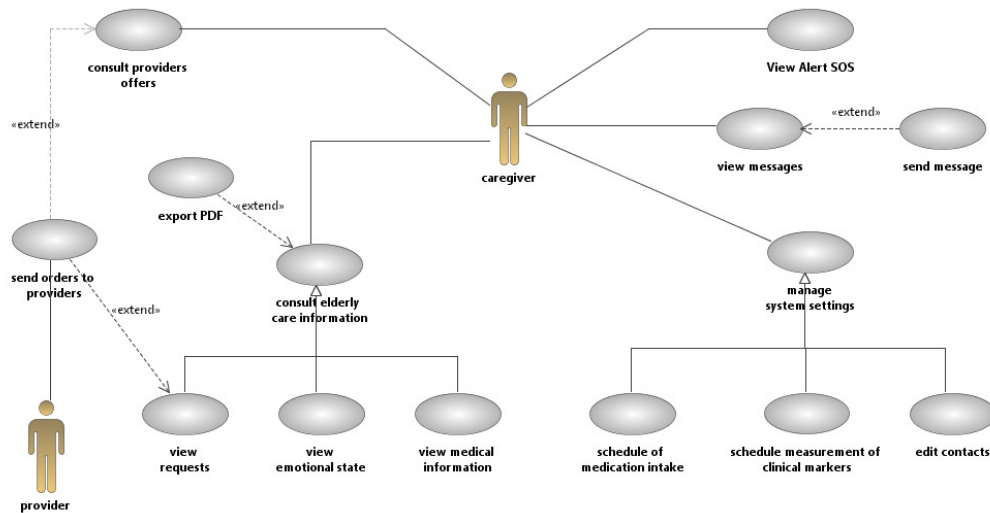 consult providers
offers
View Alert SOS
«extend»
«extend»
view messages
send message
caregiver
export PDF
«extend»
send orders to
providers
consult elderly
care information
manage
system settings
«extend»
view
requests
view
emotional state
view medical
information
schedule of
medication intake
schedule measurement of
clinical markers
edit contacts
provider